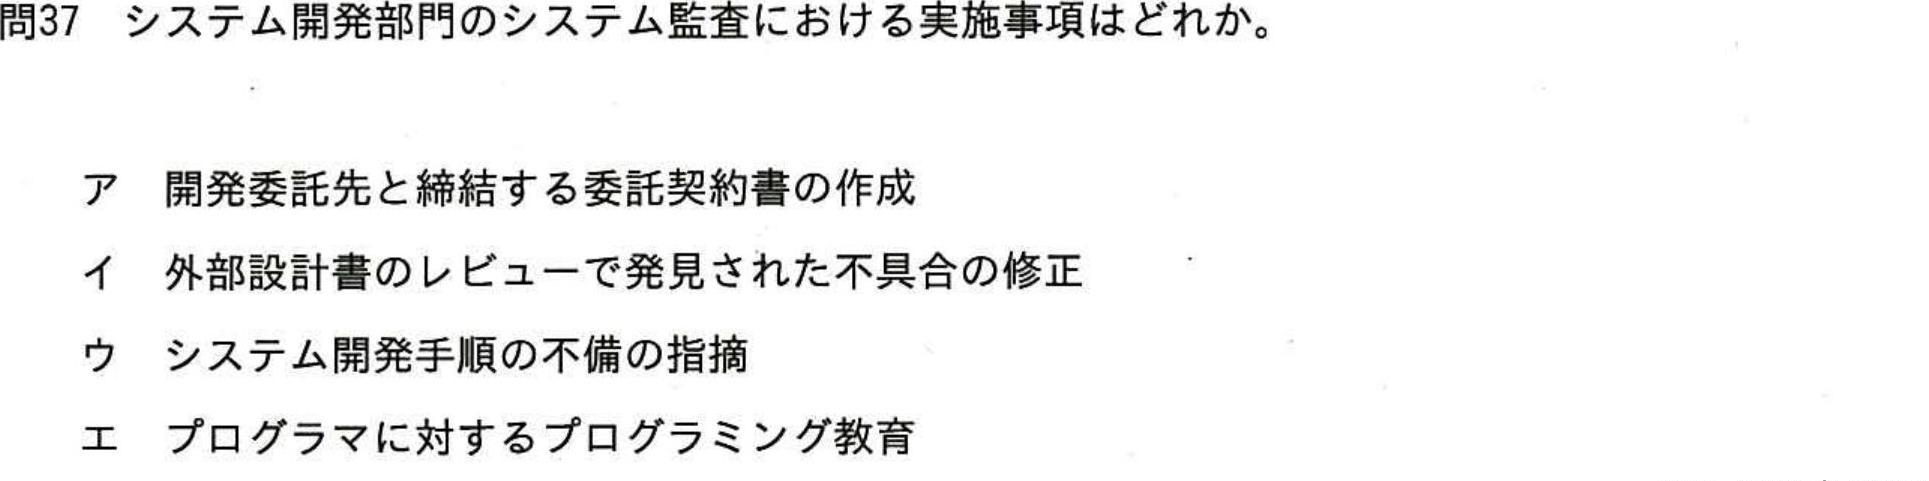 問37　システム開発部門のシステム監査における実施事項はどれか。
ア　開発委託先と締結する委託契約書の作成
イ　外部設計書のレビューで発見された不具合の修正
ウ　システム開発手順の不備の指摘
エ　プログラマに対するプログラミング教育